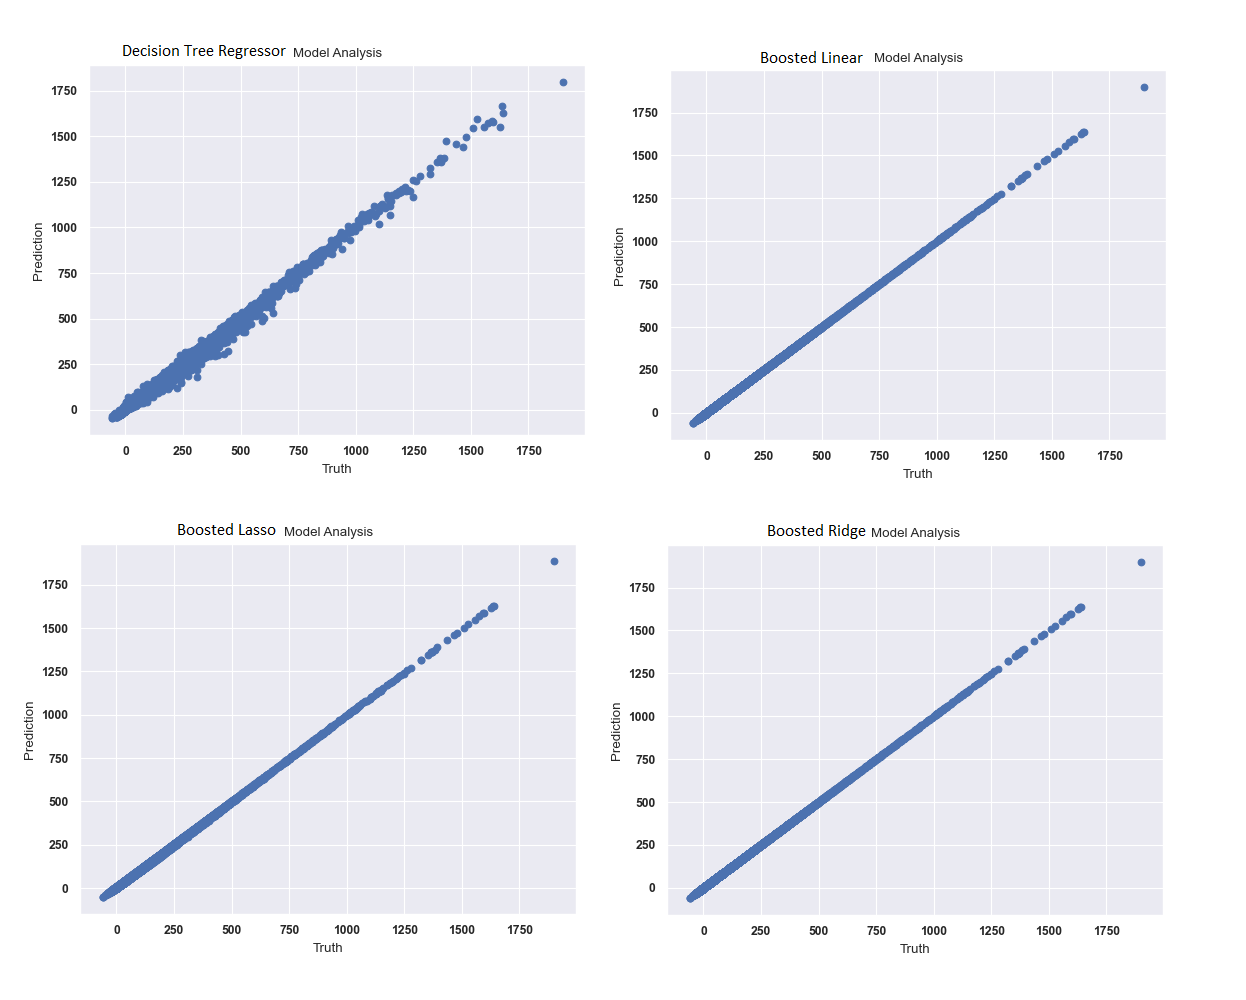 Decision Tree Regressor Model Analysis
1750
1500
1250
1000
750
500
250
0
Prediction
0 250 500 750 1000 1250 1500 1750
Truth
Boosted Linear Model Analysis
1750
1500
1250
1000
750
500
250
0
Prediction
0 250 500 750 1000 1250 1500 1750
Truth
Boosted Lasso Model Analysis
1750
1500
1250
1000
750
500
250
0
Prediction
0 250 500 750 1000 1250 1500 1750
Truth
Boosted Ridge Model Analysis
1750
1500
1250
1000
750
500
250
0
Prediction
0 250 500 750 1000 1250 1500 1750
Truth